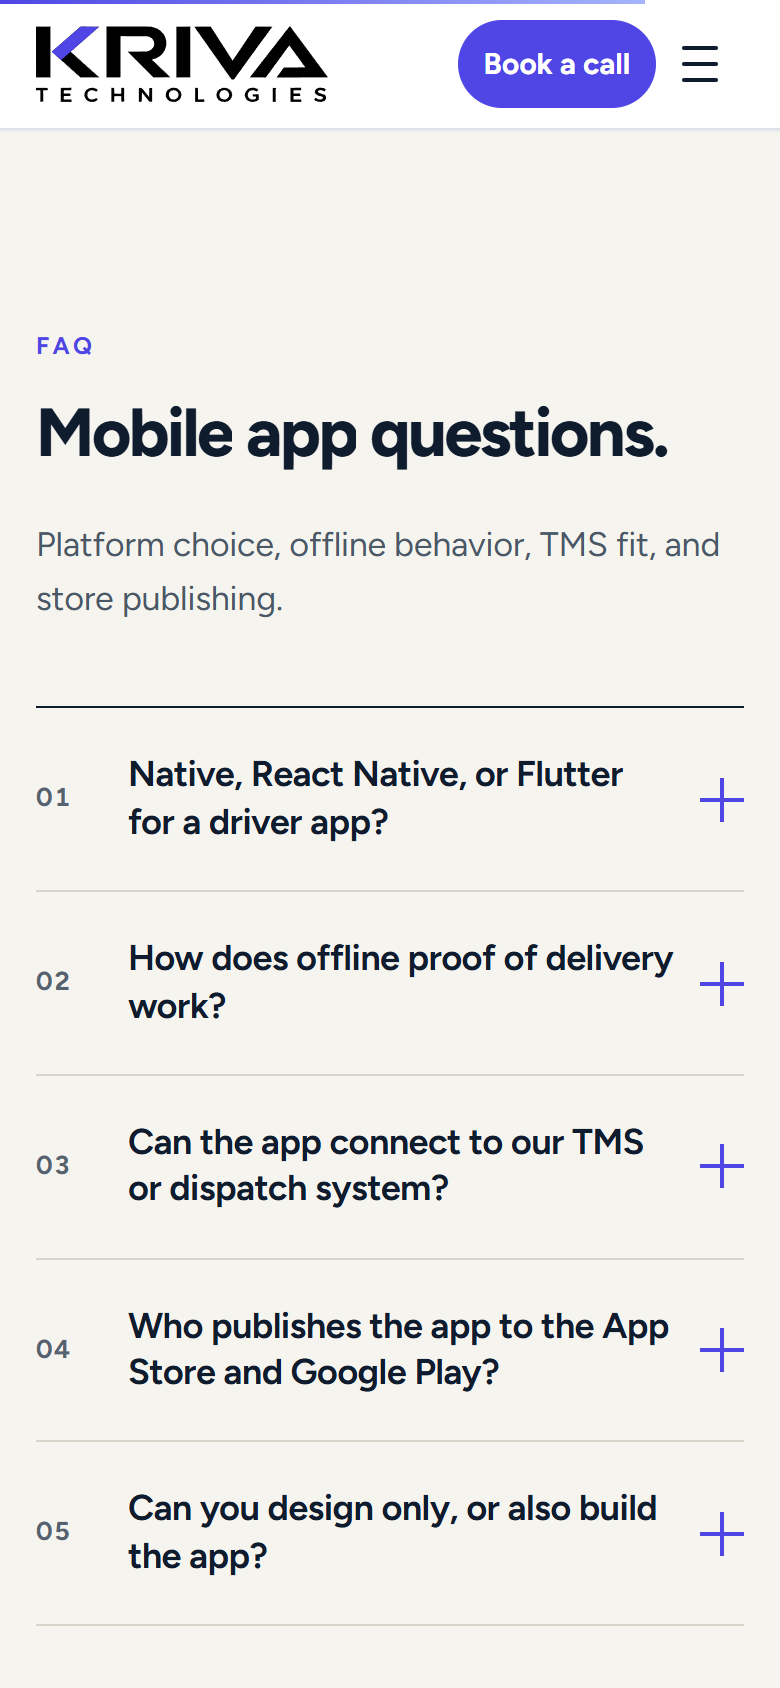 KRIVA
TECHNOLOGIES
Book a call
FAQ
Mobile app questions.
Platform choice, offline behavior, TMS fit, and
store publishing.
01
Native, React Native, or Flutter
for a driver app?
02
How does offline proof of delivery
work?
03
Can the app connect to our TMS
or dispatch system?
04
Who publishes the app to the App
Store and Google Play?
05
Can you design only, or also build
the app?